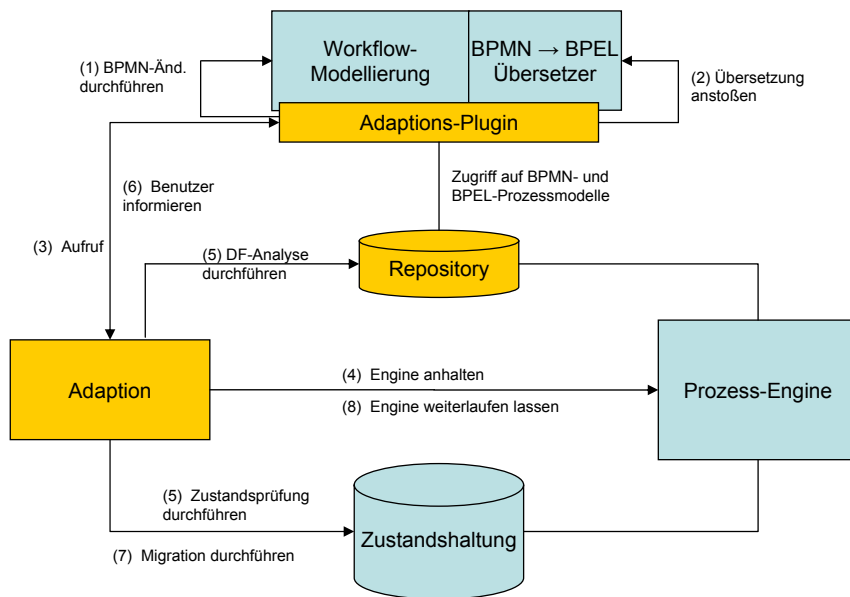 Workflow-
Modellierung
BPMN → BPEL
Übersetzer
(1) BPMN-Änd.
durchführen
(2) Übersetzung
anstoßen
Adaptions-Plugin
(6) Benutzer
informieren
Zugriff auf BPMN- und
BPEL-Prozessmodelle
(3) Aufruf
(5) DF-Analyse
durchführen
Repository
Adaption
(4) Engine anhalten
(8) Engine weiterlaufen lassen
Prozess-Engine
(5) Zustandsprüfung
durchführen
(7) Migration durchführen
Zustandshaltung